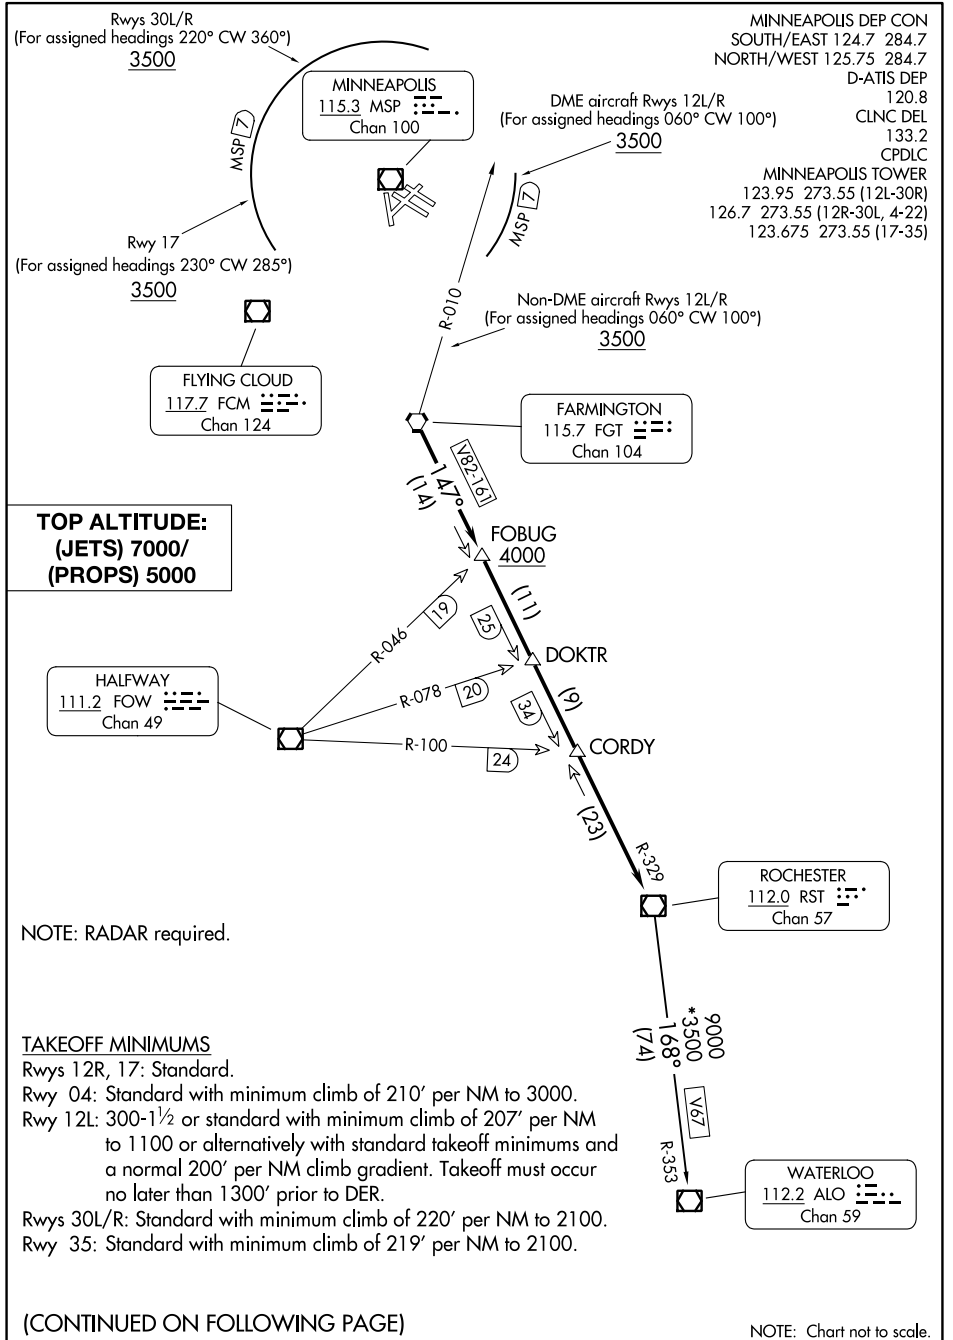 Rwys 30L/R
(For assigned headings 220° CW 360°)
3500
MSP 7
Rwy 17
(For assigned headings 230° CW 285°)
3500
MINNEAPOLIS
115.3 MSP
Chan 100
DME aircraft Rwys 12L/R
(For assigned headings 060° CW 100°)
3500
MSP 7
MINNEAPOLIS DEP CON
SOUTH/EAST 124.7 284.7
NORTH/WEST 125.75 284.7
D-ATIS DEP
120.8
CLNC DEL
133.2
CPDLC
MINNEAPOLIS TOWER
123.95 273.55 (12L-30R)
126.7 273.55 (12R-30L, 4-22)
123.675 273.55 (17-35)
R-010
Non-DME aircraft Rwys 12L/R
(For assigned headings 060° CW 100°)
3500
FLYING CLOUD
117.7 FCM
Chan 124
FARMINGTON
115.7 FGT
Chan 104
V82-161
147°
(14)
TOP ALTITUDE:
(JETS) 7000/
(PROPS) 5000
FOBUG
4000
(11)
R-046
19
25
DOKTR
R-078
20
(9)
34
HALFWAY
111.2 FOW
Chan 49
R-100
24
CORDY
(23)
R-329
ROCHESTER
112.0 RST
Chan 57
NOTE: RADAR required.
9000
*3500
168°
(74)
V67
R-353
WATERLOO
112.2 ALO
Chan 59
TAKEOFF MINIMUMS
Rwys 12R, 17: Standard.
Rwy 04: Standard with minimum climb of 210' per NM to 3000.
Rwy 12L: 300-1½ or standard with minimum climb of 207' per NM
to 1100 or alternatively with standard takeoff minimums and
a normal 200' per NM climb gradient. Takeoff must occur
no later than 1300' prior to DER.
Rwys 30L/R: Standard with minimum climb of 220' per NM to 2100.
Rwy 35: Standard with minimum climb of 219' per NM to 2100.
(CONTINUED ON FOLLOWING PAGE)
NOTE: Chart not to scale.